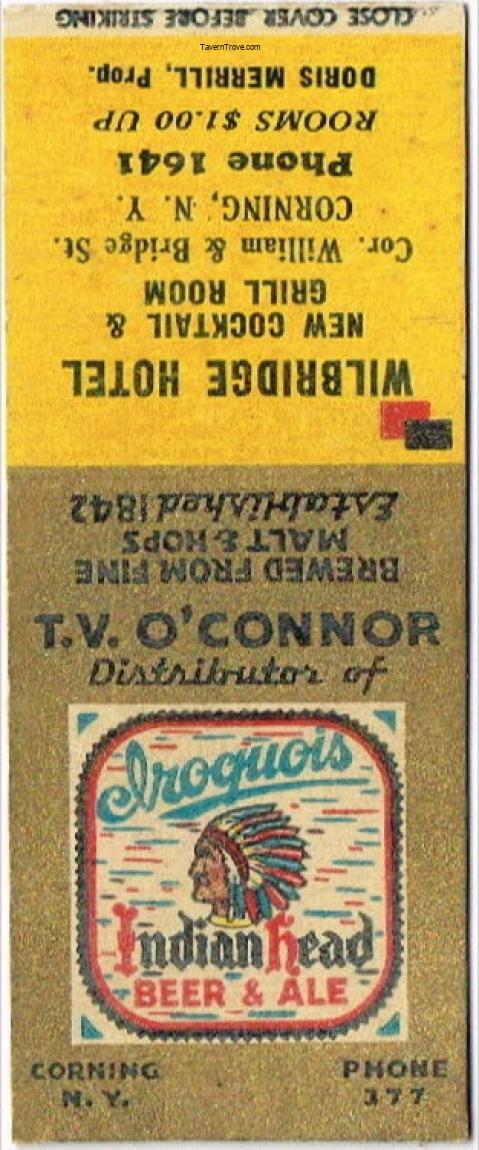 TavernTrove.com
CLOSE COVER BEFORE STRIKING
WILBRIDGE HOTEL
NEW COCKTAIL &
GRILL ROOM
Cor. William & Bridge St.
CORNING, N. Y.
Phone 1641
ROOMS $1.00 UP
DORIS MERRILL, Prop.
BREWED FROM FINE
MALT & HOPS
Established 1842
T.V. O'CONNOR
Distributor of
Iroquois
Indian Head
BEER & ALE
CORNING PHONE
N. Y. 377